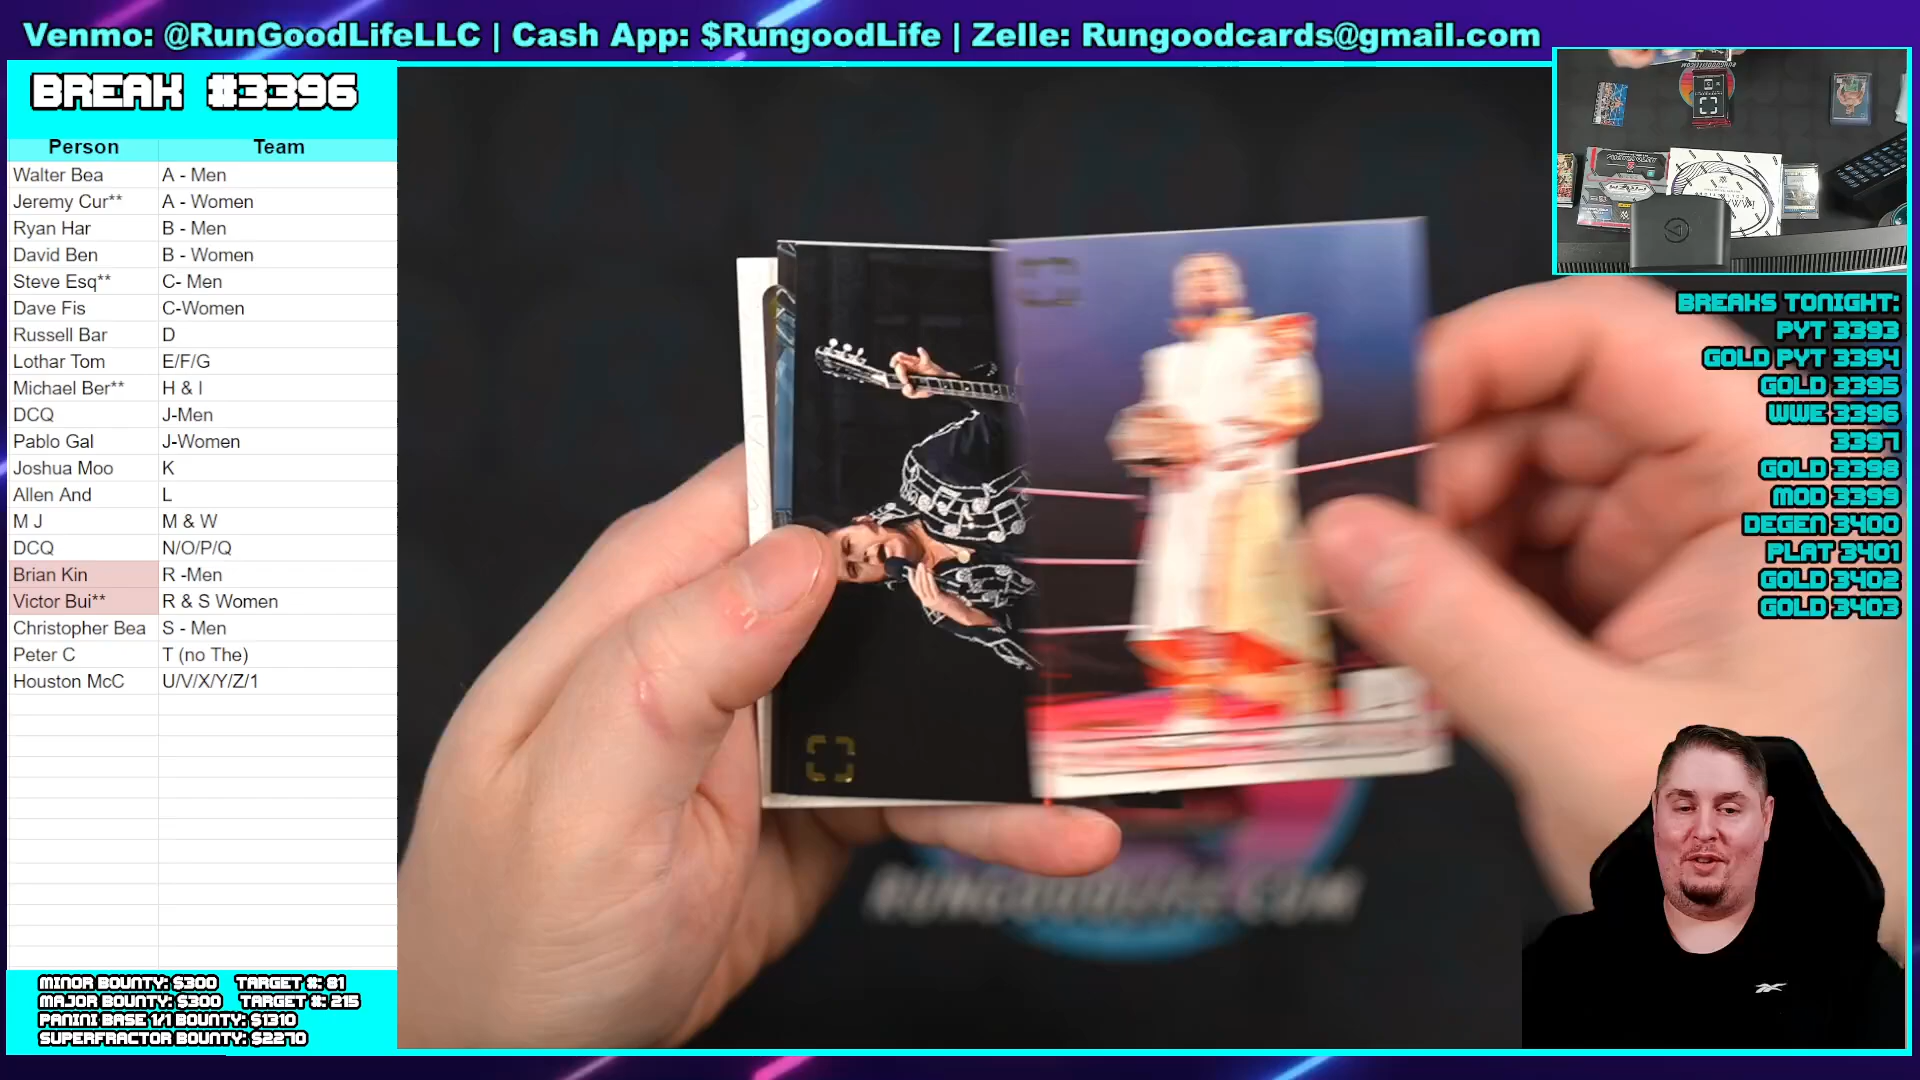 Venmo: @RunGoodLifeLLC | Cash App: $RungoodLife | Zelle: Rungoodcards@gmail.com
BREAK #3396
Person Team
Walter Bea A - Men
Jeremy Cur** A - Women
Ryan Har B - Men
David Ben B - Women
Steve Esq** C- Men
Dave Fis C-Women
Russell Bar D
Lothar Tom E/F/G
Michael Ber** H & I
DCQ J-Men
Pablo Gal J-Women
Joshua Moo K
Allen And L
M J M & W
DCQ N/O/P/Q
Brian Kin R -Men
Victor Bui** R & S Women
Christopher Bea S - Men
Peter C T (no The)
Houston McC U/V/X/Y/Z/1
MINOR BOUNTY: $300 TARGET #: 81
MAJOR BOUNTY: $300 TARGET #: 215
PANINI BASE 1/1 BOUNTY: $1310
SUPERFRACTOR BOUNTY: $2270
BREAKS TONIGHT:
PYT 3393
GOLD PYT 3394
GOLD 3395
WWE 3396
3397
GOLD 3398
MOD 3399
DEGEN 3400
PLAT 3401
GOLD 3402
GOLD 3403
RUNGOODLIFE.COM